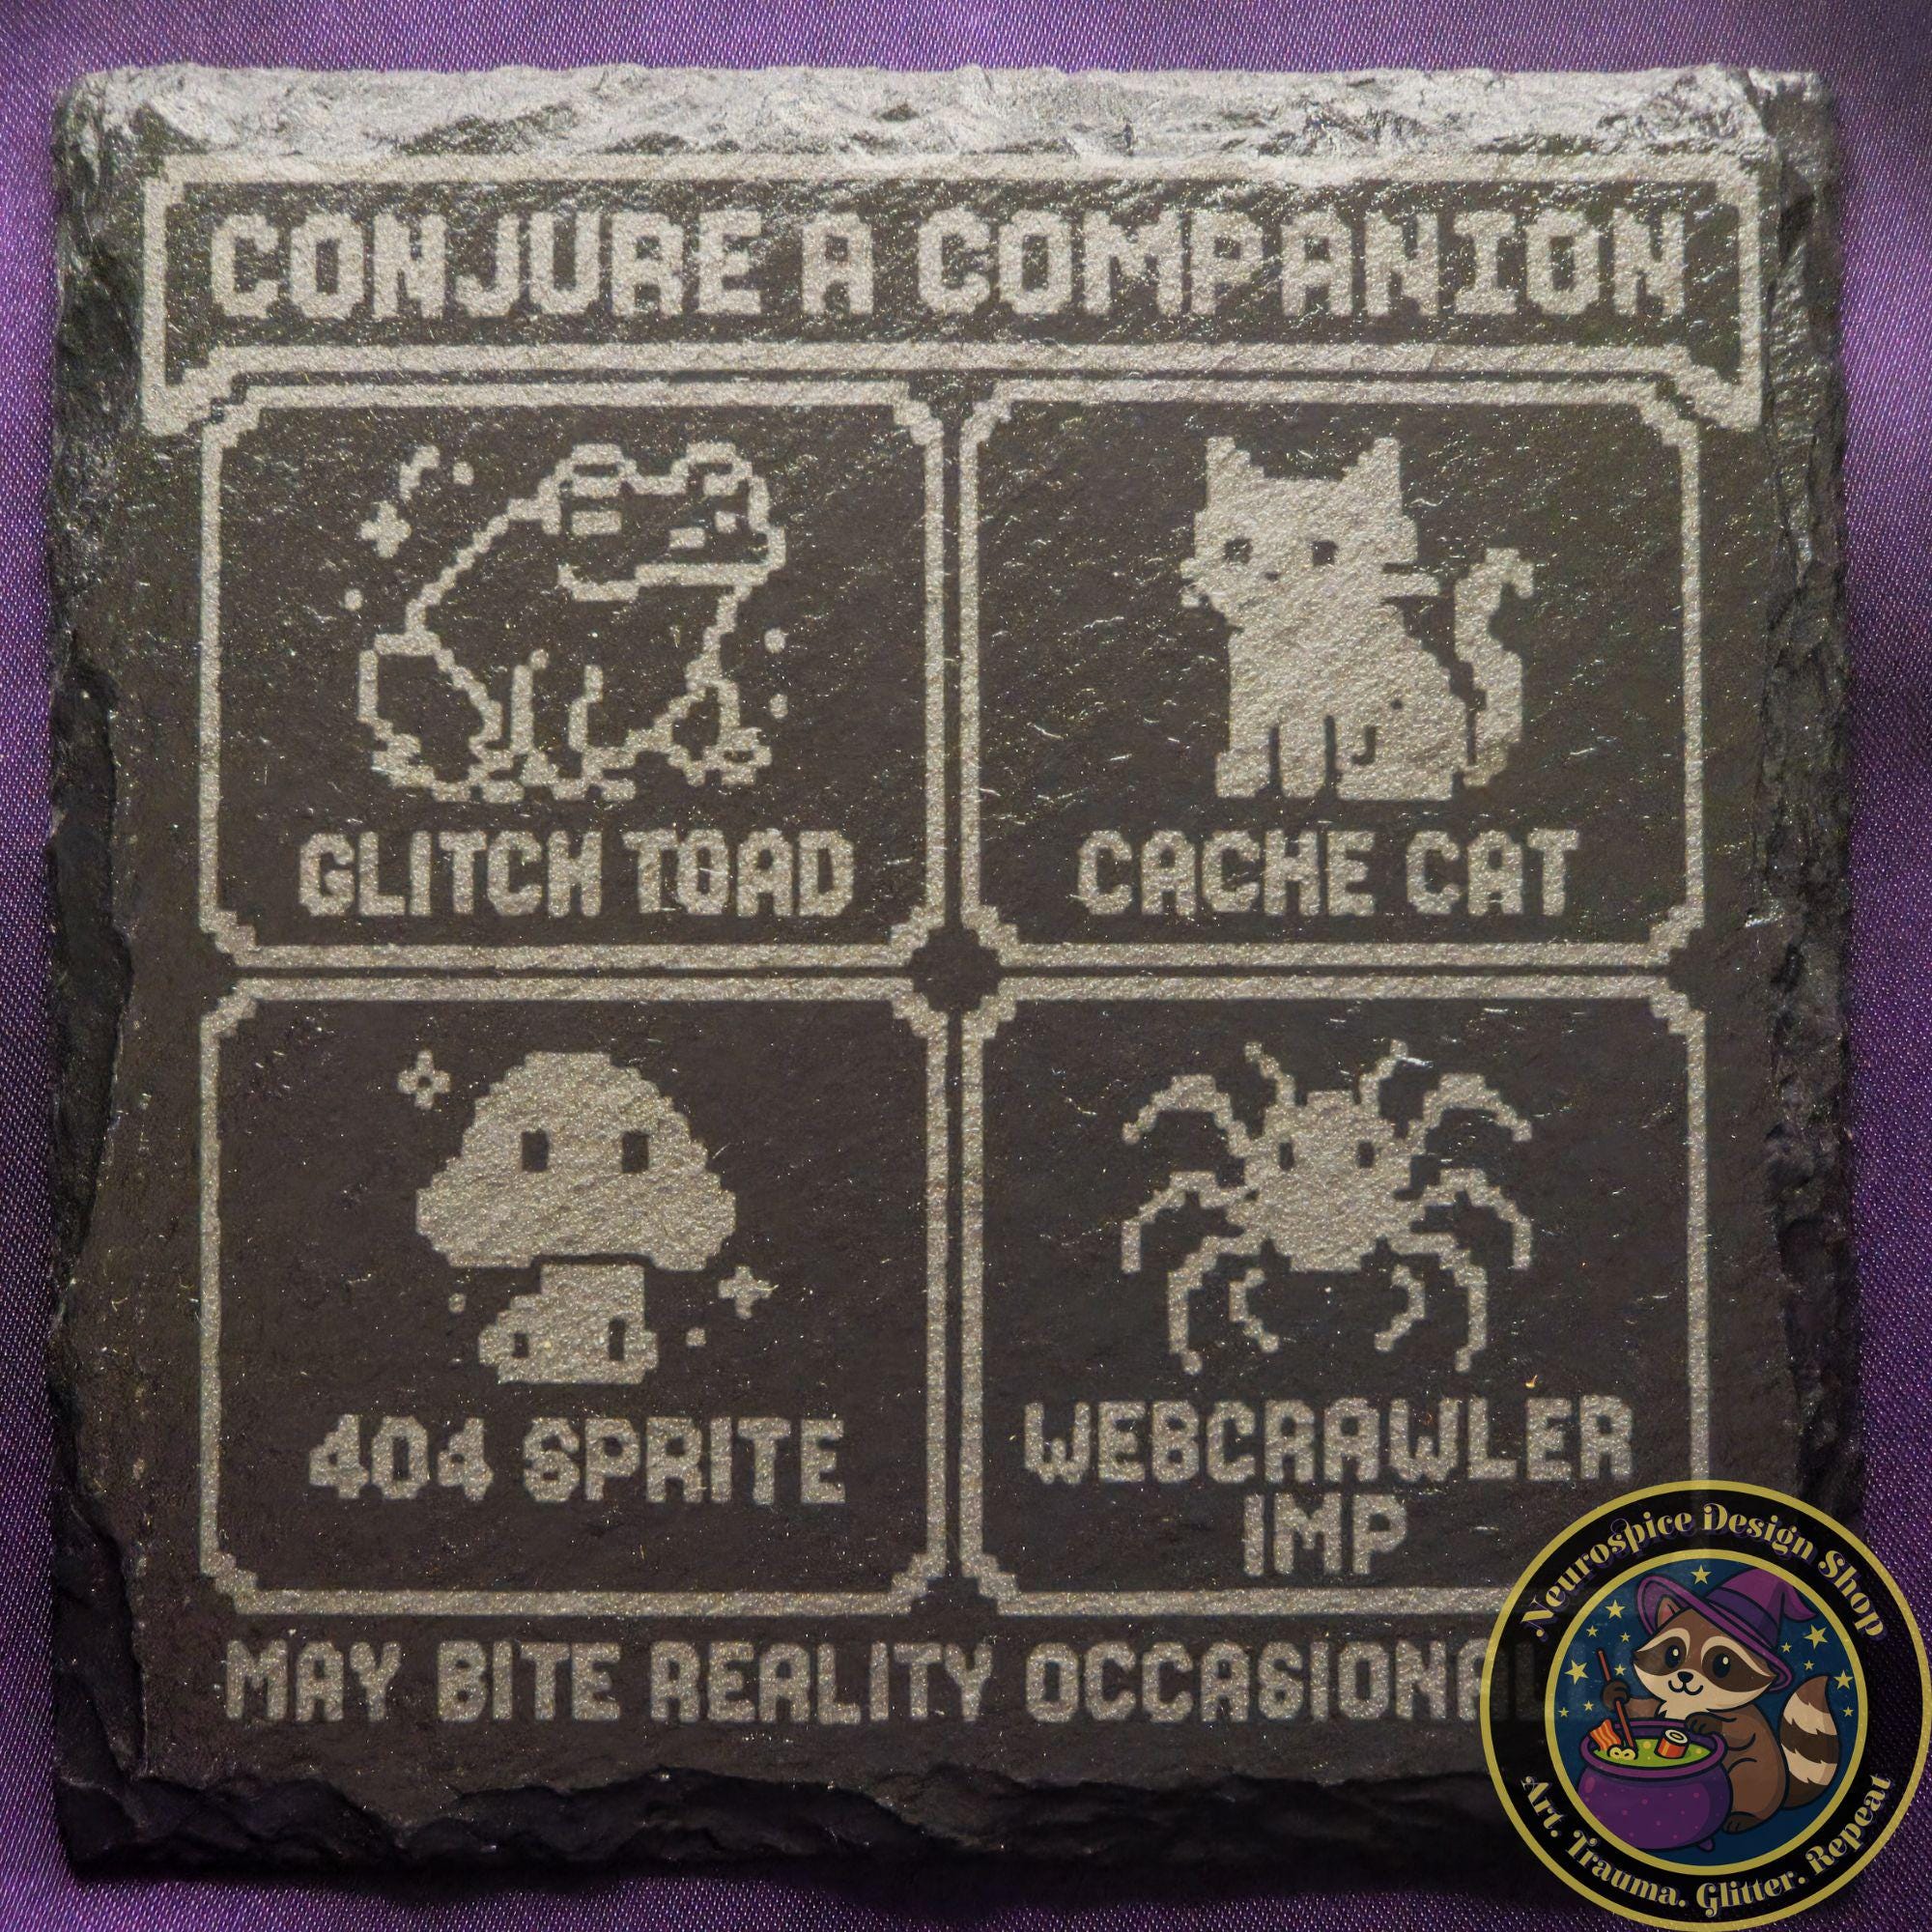 CONJURE A COMPANION
GLITCH TOAD
CACHE CAT
404 SPRITE
WEBCRAWLER
IMP
MAY BITE REALITY
Neurospice Design Shop
Art. Trauma. Glitter. Repeat